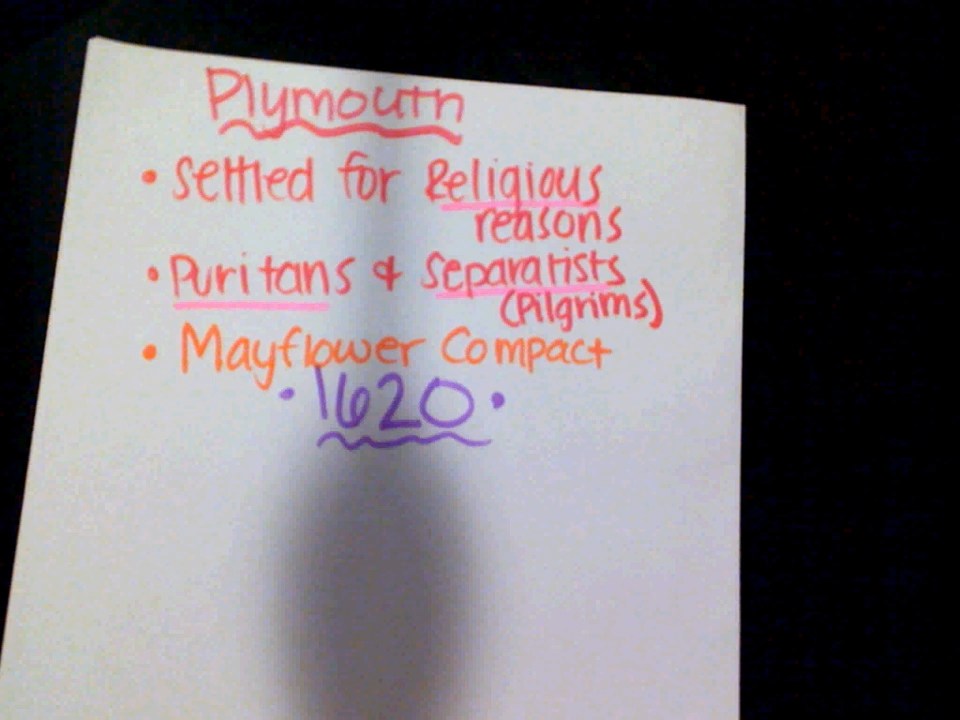 Plymouth
• Settled for Religious
reasons
• Puritans & Separatists
(Pilgrims)
• Mayflower Compact
• 1620 •